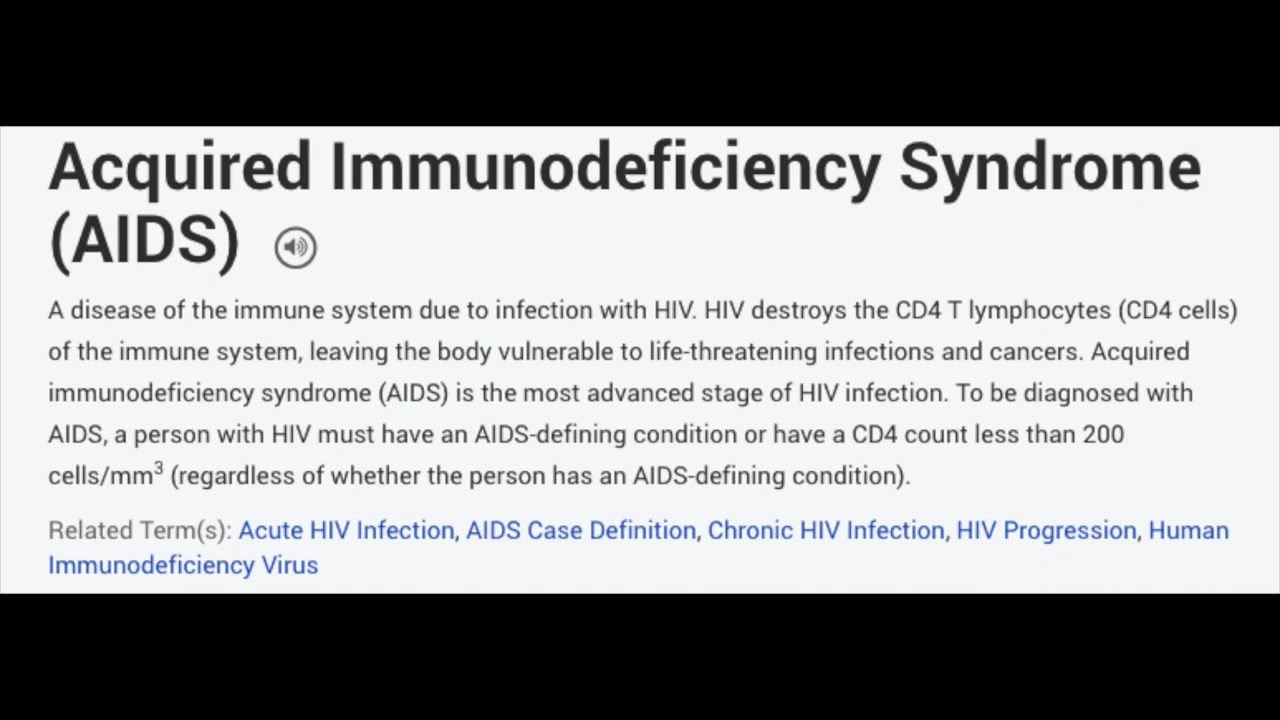 Acquired Immunodeficiency Syndrome
(AIDS)
A disease of the immune system due to infection with HIV. HIV destroys the CD4 T lymphocytes (CD4 cells)
of the immune system, leaving the body vulnerable to life-threatening infections and cancers. Acquired
immunodeficiency syndrome (AIDS) is the most advanced stage of HIV infection. To be diagnosed with
AIDS, a person with HIV must have an AIDS-defining condition or have a CD4 count less than 200
cells/mm³ (regardless of whether the person has an AIDS-defining condition).
Related Term(s): Acute HIV Infection, AIDS Case Definition, Chronic HIV Infection, HIV Progression, Human
Immunodeficiency Virus